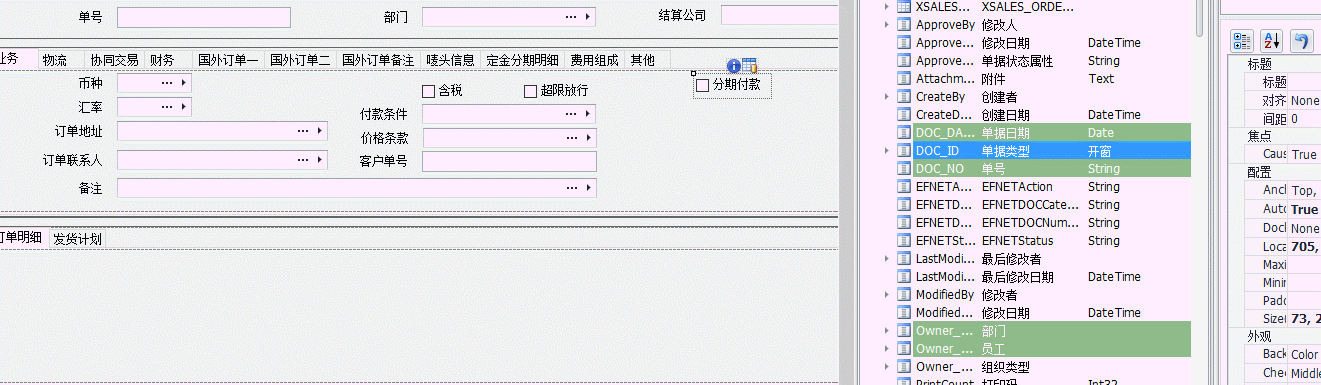 单号 部门 ... 结算公司
业务 物流 协同交易 财务 国外订单一 国外订单二 国外订单备注 唛头信息 定金分期明细 费用组成 其他
币种 ... 含税 超限放行 分期付款
汇率 ... 付款条件 ...
订单地址 ... 价格条款 ...
订单联系人 ... 客户单号
备注 ...
订单明细 发货计划
XSALES... XSALES_ORDE...
ApproveBy 修改人
Approve... 修改日期 DateTime
Approve... 单据状态属性 String
Attachm... 附件 Text
CreateBy 创建者
CreateD... 创建日期 DateTime
DOC_DA... 单据日期 Date
DOC_ID 单据类型 开窗
DOC_NO 单号 String
EFNETA... EFNETAction String
EFNETD... EFNETDOCCate... String
EFNETD... EFNETDOCNum... String
EFNETSt... EFNETStatus String
LastModi... 最后修改者
LastModi... 最后修改日期 DateTime
ModifiedBy 修改者
Modified... 修改日期 DateTime
Owner_... 部门
Owner_... 员工
Owner_... 组织类型
PrintCount 打印码 Int32
标题
标题
对齐 None
间距 0
焦点
Caus True
配置
Ancl Top,
Auto True
Docl None
Loca 705,
Maxi
Minin
Padd
Size( 73, 2
外观
Back Color
Chec Middle